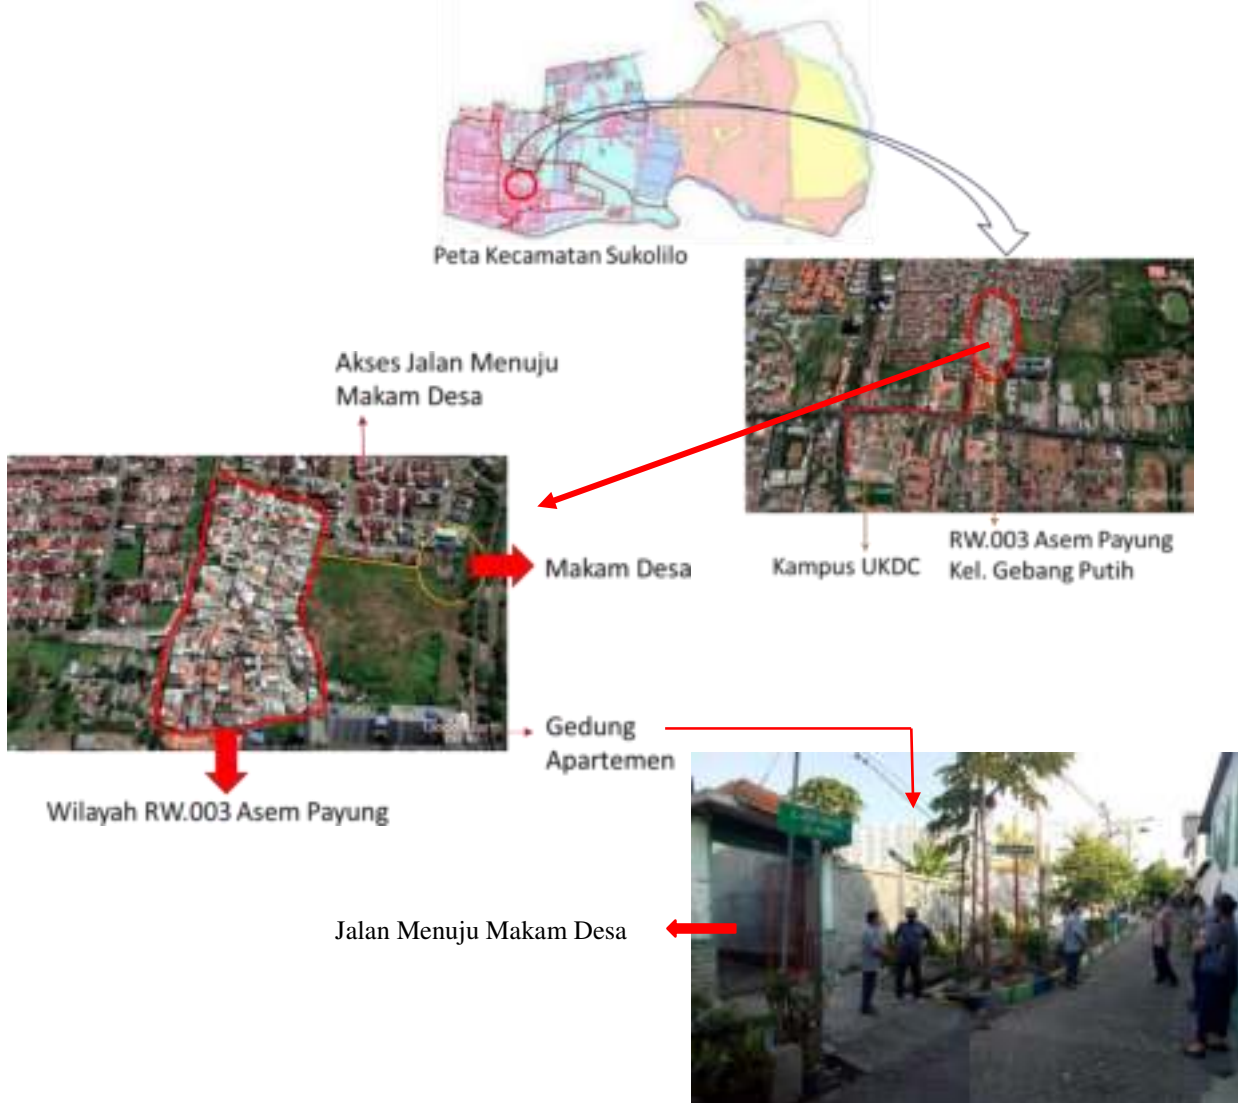 Peta Kecamatan Sukolilo
Akses Jalan Menuju
Makam Desa
Makam Desa
Kampus UKDC
RW.003 Asem Payung
Kel. Gebang Putih
Gedung
Apartemen
Wilayah RW.003 Asem Payung
Jalan Menuju Makam Desa